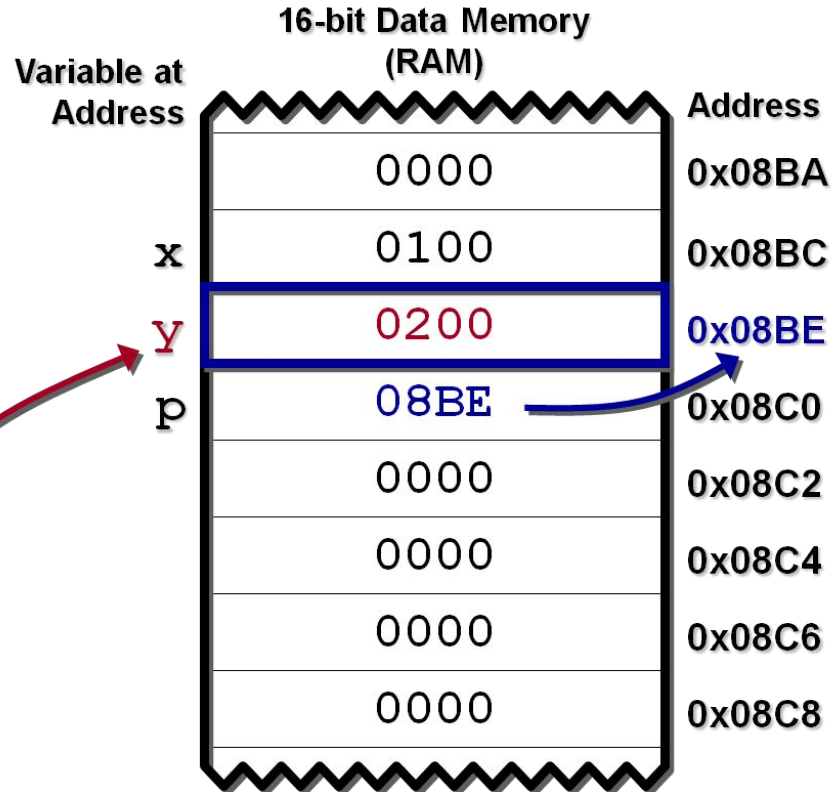 16-bit Data Memory
(RAM)
Variable at
Address
Address
0000 0x08BA
x 0100 0x08BC
y 0200 0x08BE
p 08BE 0x08C0
0000 0x08C2
0000 0x08C4
0000 0x08C6
0000 0x08C8